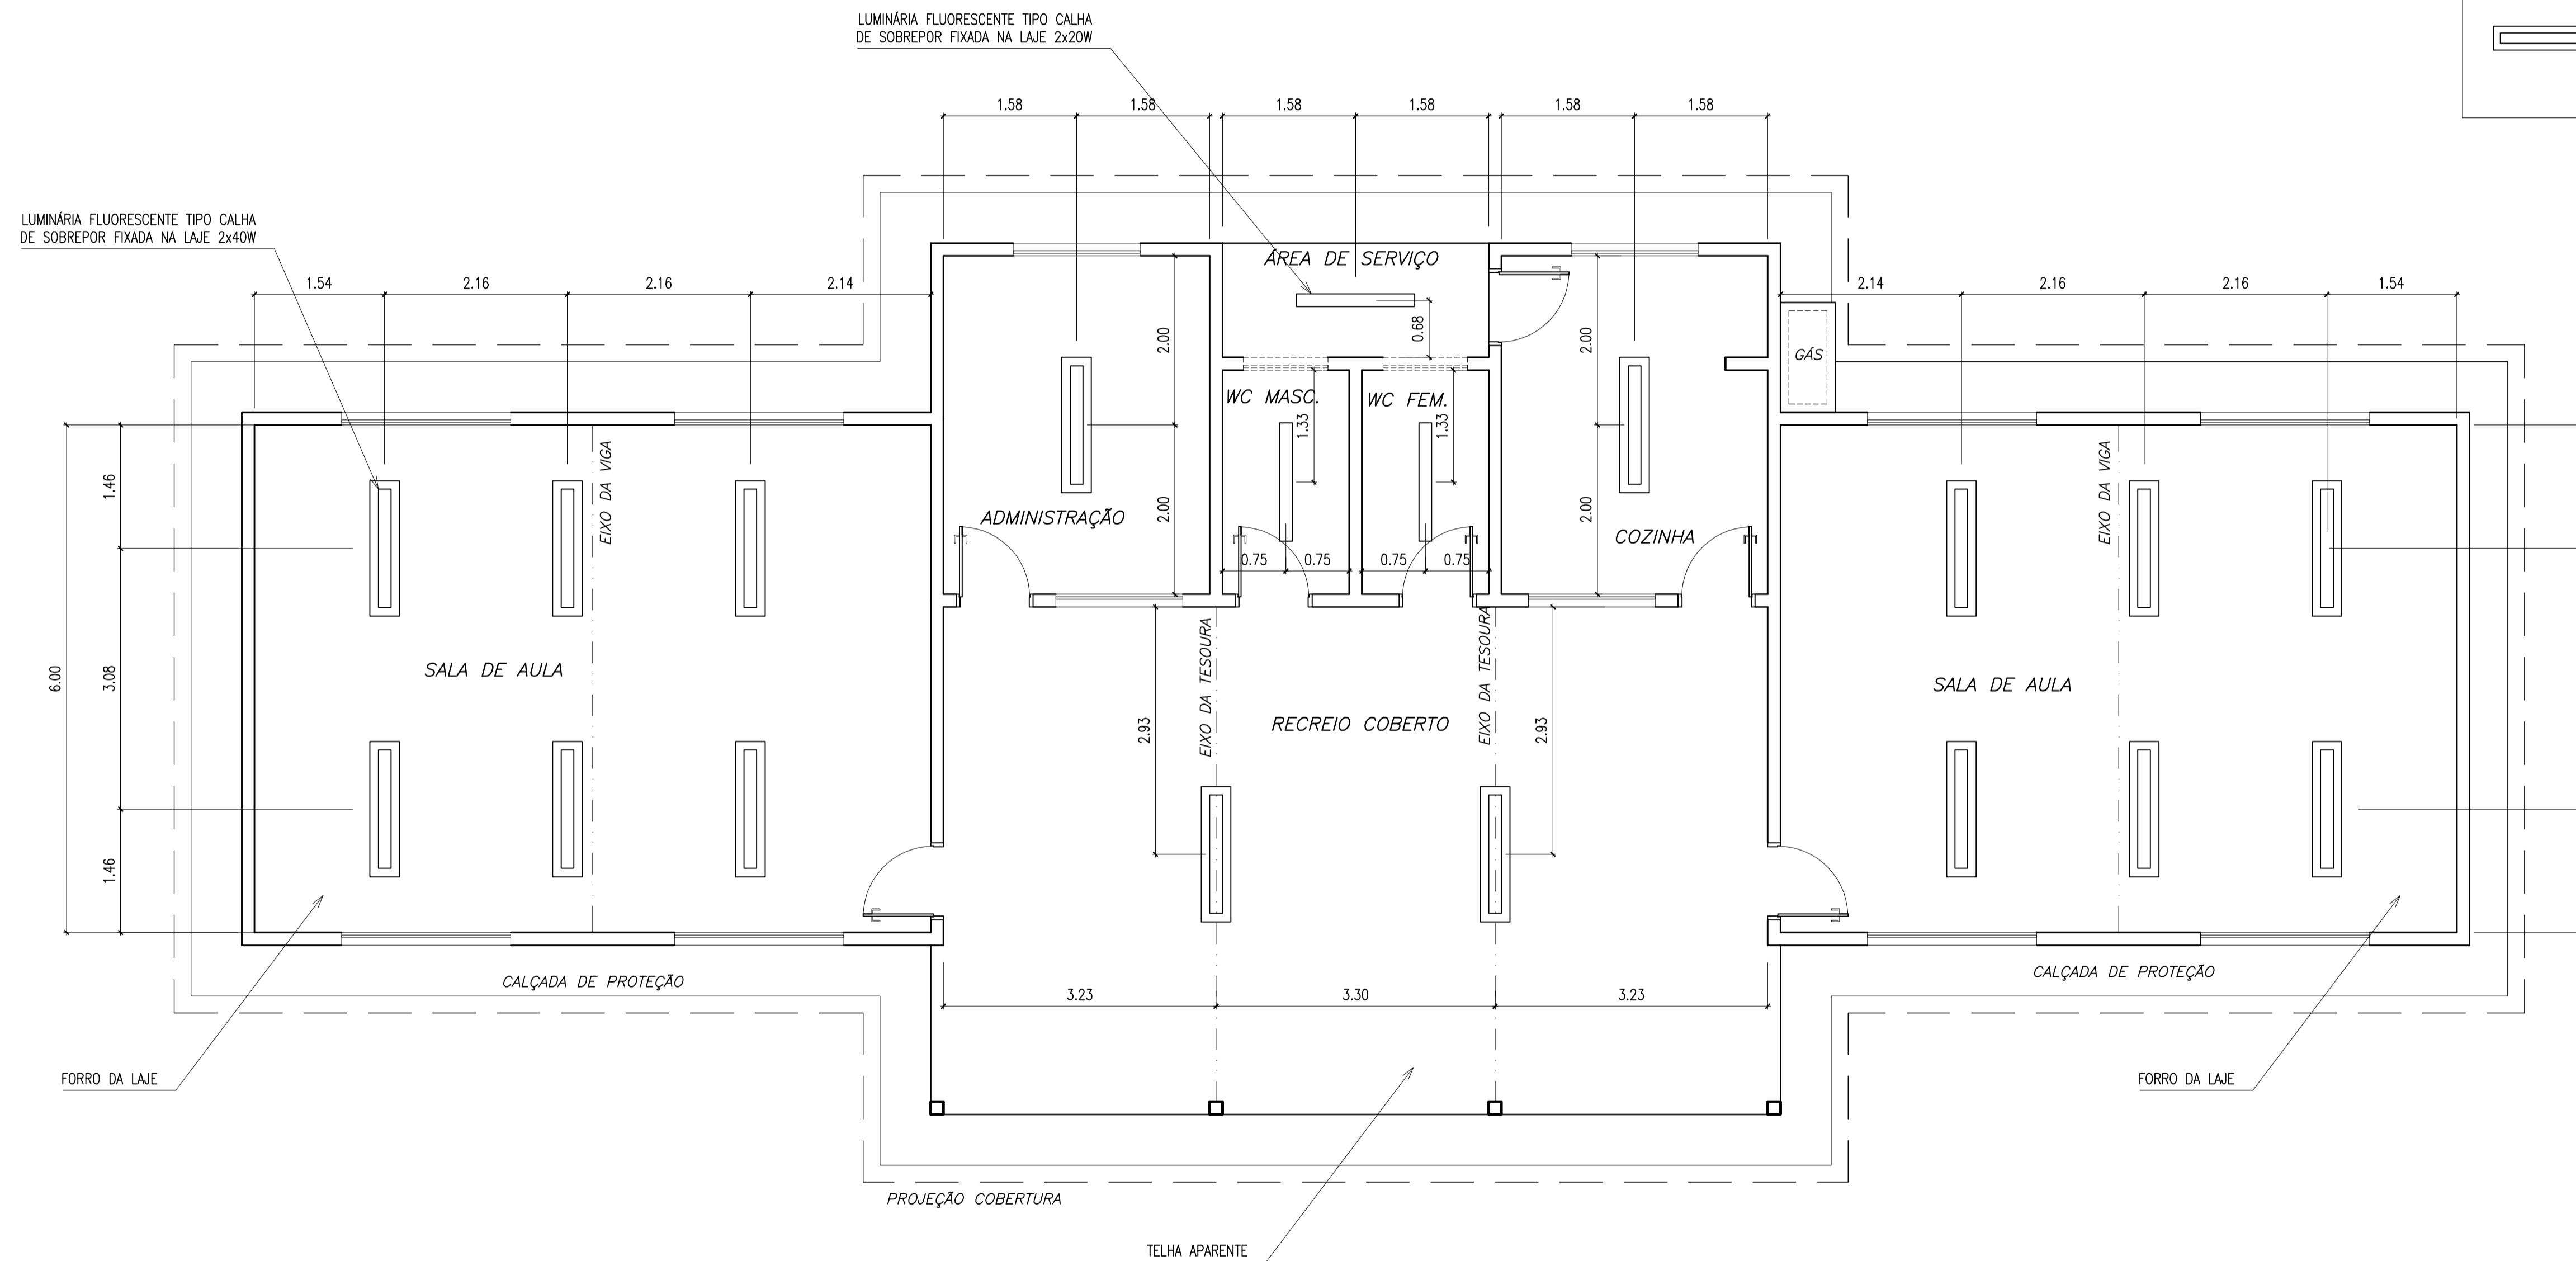 LUMINÁRIA FLUORESCENTE TIPO CALHA
DE SOBREPOR FIXADA NA LAJE 2x20W
1.58
1.58
1.58
1.58
1.58
1.58
LUMINÁRIA FLUORESCENTE TIPO CALHA
DE SOBREPOR FIXADA NA LAJE 2x40W
ÁREA DE SERVIÇO
1.54
2.16
2.16
2.14
2.14
2.16
2.16
1.54
2.00
0.68
2.00
GÁS
WC MASC.
WC FEM.
1.33
1.33
EIXO DA VIGA
EIXO DA VIGA
1.46
2.00
2.00
ADMINISTRAÇÃO
COZINHA
0.75
0.75
0.75
0.75
6.00
3.08
SALA DE AULA
EIXO DA TESOURA
EIXO DA TESOURA
SALA DE AULA
2.93
RECREIO COBERTO
2.93
1.46
CALÇADA DE PROTEÇÃO
CALÇADA DE PROTEÇÃO
3.23
3.30
3.23
FORRO DA LAJE
FORRO DA LAJE
PROJEÇÃO COBERTURA
TELHA APARENTE